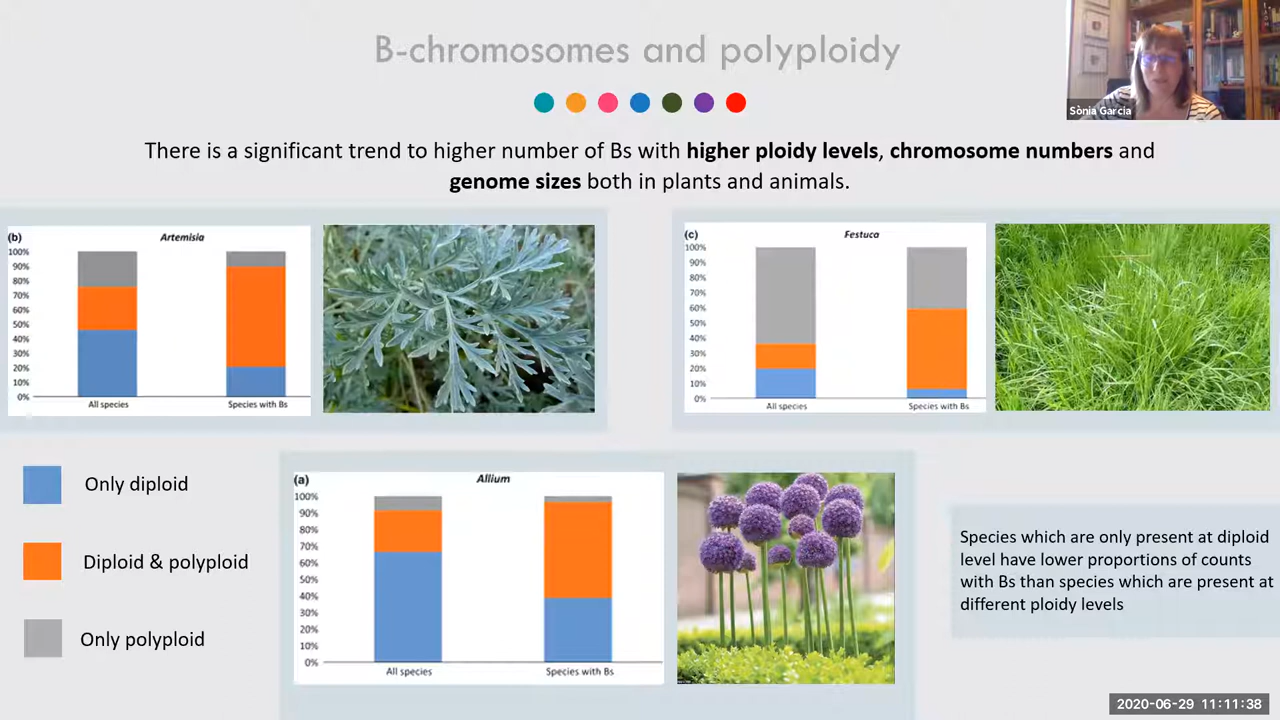 B-chromosomes and polyploidy
Sònia Garcia
There is a significant trend to higher number of Bs with higher ploidy levels, chromosome numbers and
genome sizes both in plants and animals.
(b)
Artemisia
100%
90%
80%
70%
60%
50%
40%
30%
20%
10%
0%
All species
Species with Bs
(c)
Festuca
100%
90%
80%
70%
60%
50%
40%
30%
20%
10%
0%
All species
Species with Bs
Only diploid
Diploid & polyploid
Only polyploid
(a)
Allium
100%
90%
80%
70%
60%
50%
40%
30%
20%
10%
0%
All species
Species with Bs
Species which are only present at diploid
level have lower proportions of counts
with Bs than species which are present at
different ploidy levels
2020-06-29 11:11:38